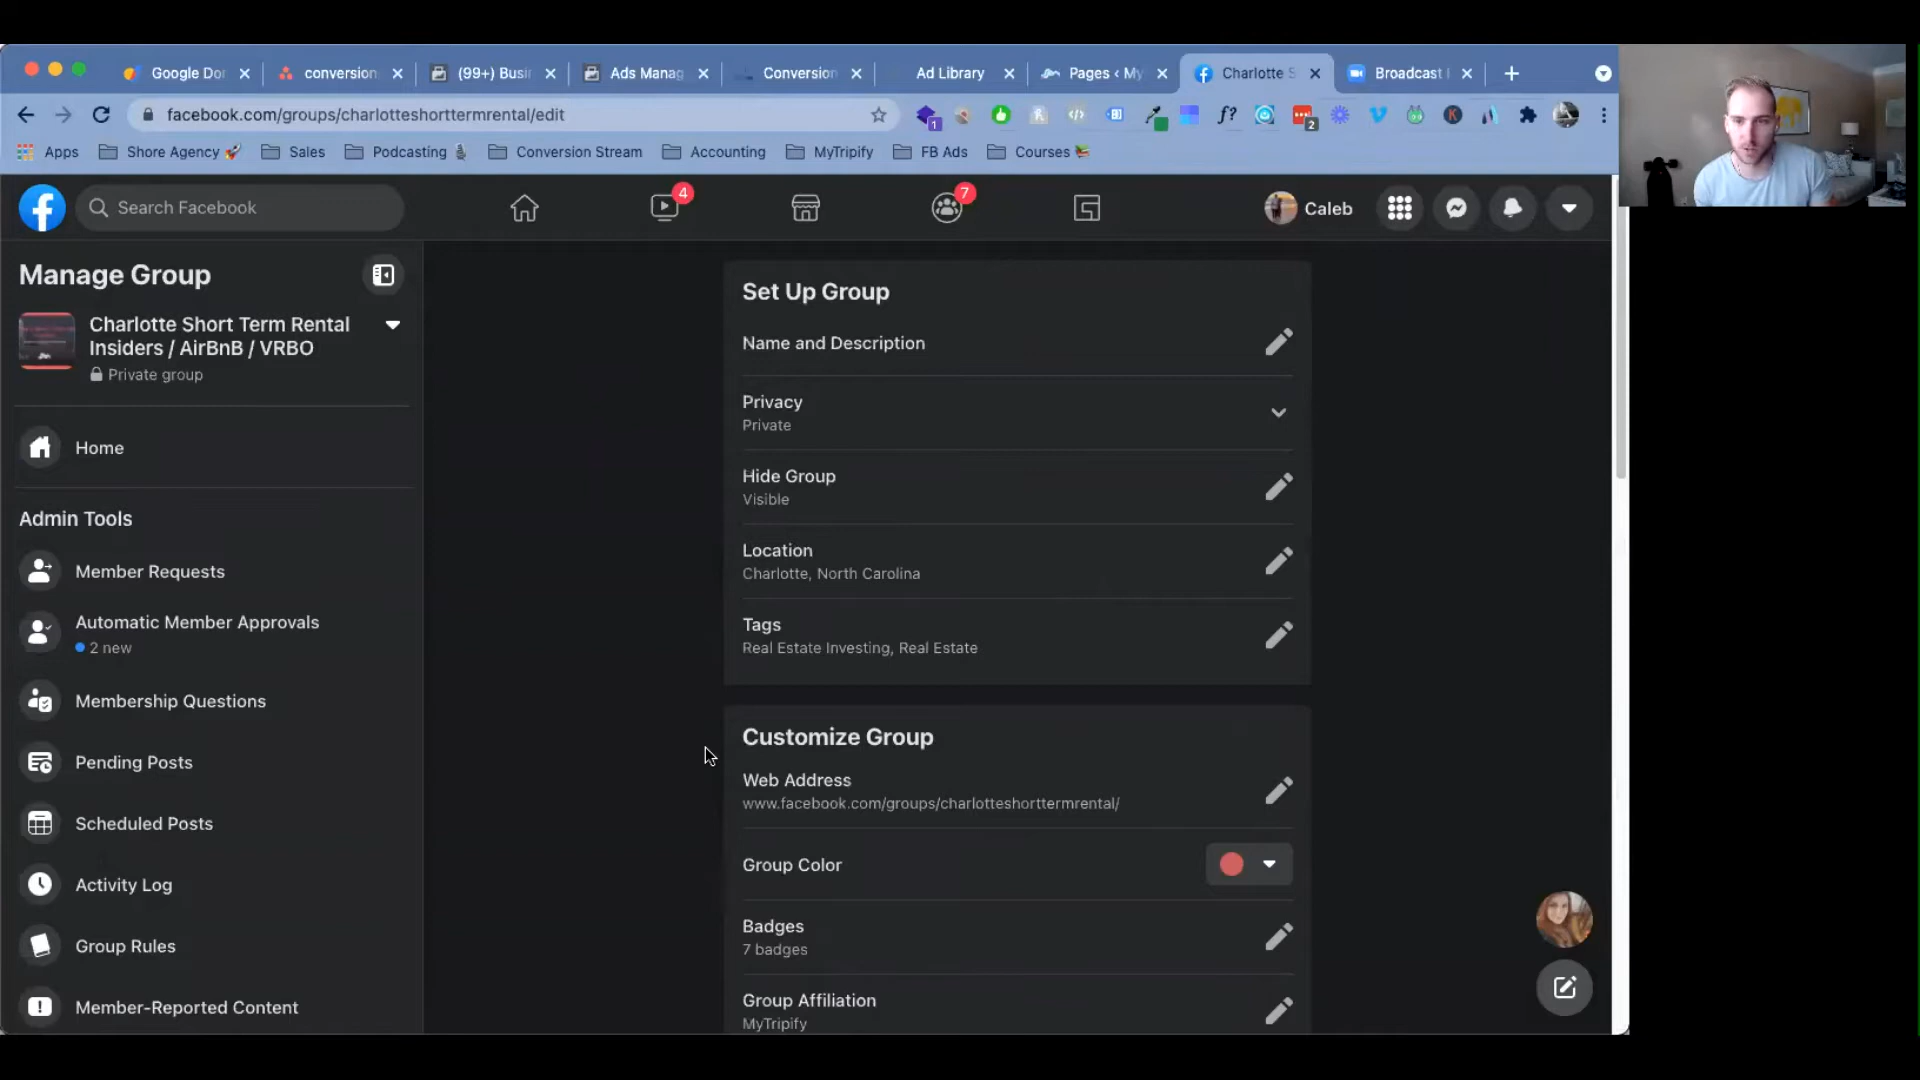 Google Do
conversion
(99+) Busi
Ads Manag
Conversion
Ad Library
Pages ‹ My
Charlotte S
Broadcast
facebook.com/groups/charlotteshorttermrental/edit
1
f?
2
Apps
Shore Agency 🚀
Sales
Podcasting 🎙
Conversion Stream
Accounting
MyTripify
FB Ads
Courses 📚
Search Facebook
4
7
Caleb
Manage Group
Charlotte Short Term Rental
Insiders / AirBnB / VRBO
Private group
Home
Admin Tools
Member Requests
Automatic Member Approvals
2 new
Membership Questions
Pending Posts
Scheduled Posts
Activity Log
Group Rules
Member-Reported Content
Set Up Group
Name and Description
Privacy
Private
Hide Group
Visible
Location
Charlotte, North Carolina
Tags
Real Estate Investing, Real Estate
Customize Group
Web Address
www.facebook.com/groups/charlotteshorttermrental/
Group Color
Badges
7 badges
Group Affiliation
MyTripify